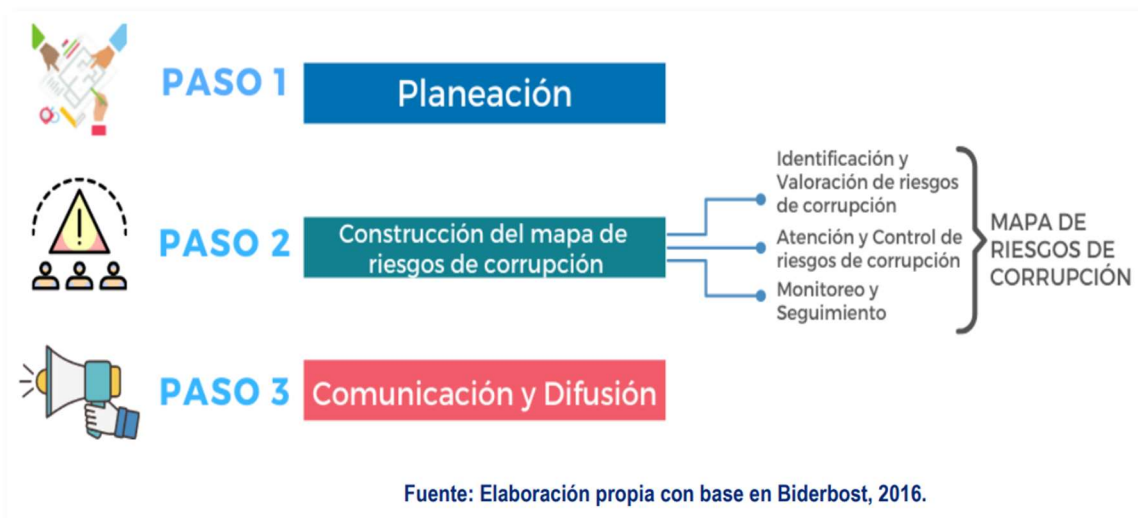 PASO 1
Planeación
PASO 2
Construcción del mapa de
riesgos de corrupción
Identificación y
Valoración de riesgos
de corrupción
Atención y Control de
riesgos de corrupción
Monitoreo y
Seguimiento
MAPA DE
RIESGOS DE
CORRUPCIÓN
PASO 3
Comunicación y Difusión
Fuente: Elaboración propia con base en Biderbost, 2016.